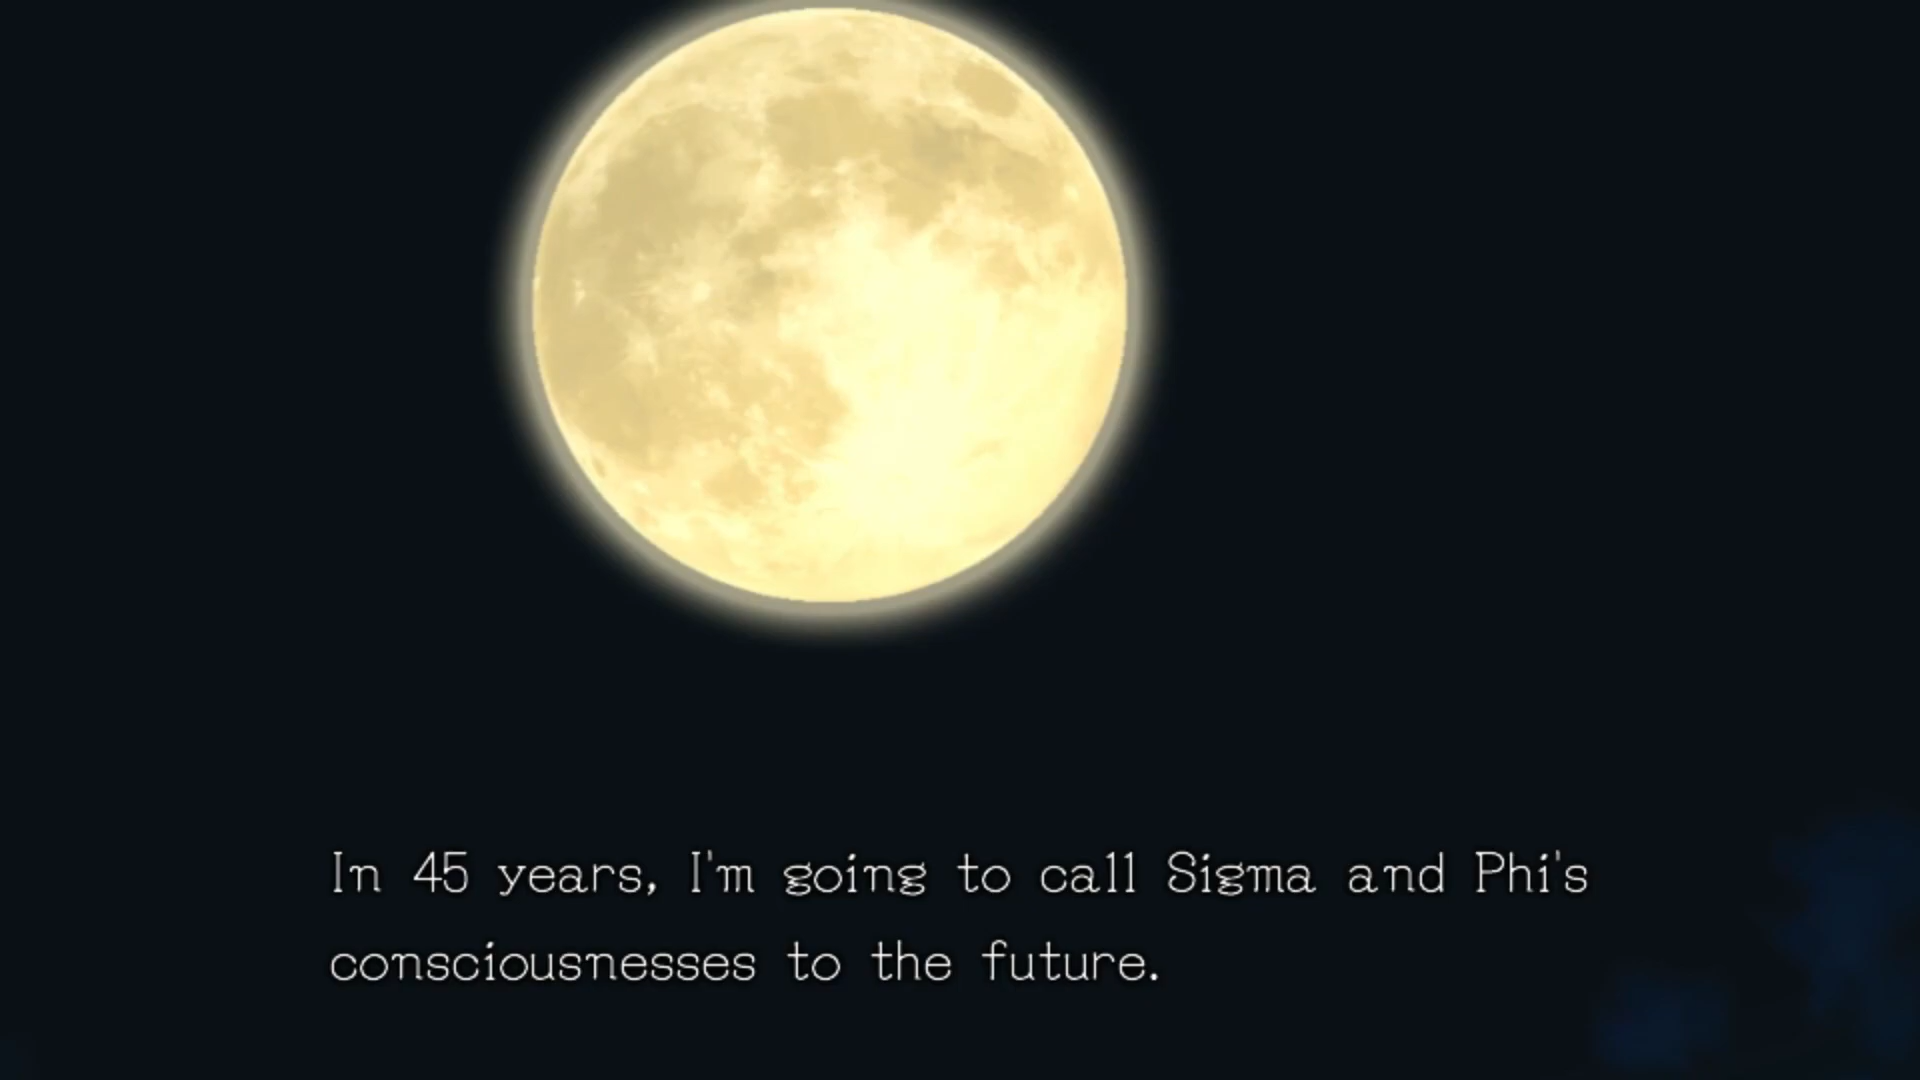 In 45 years, I'm going to call Sigma and Phi's
consciousnesses to the future.